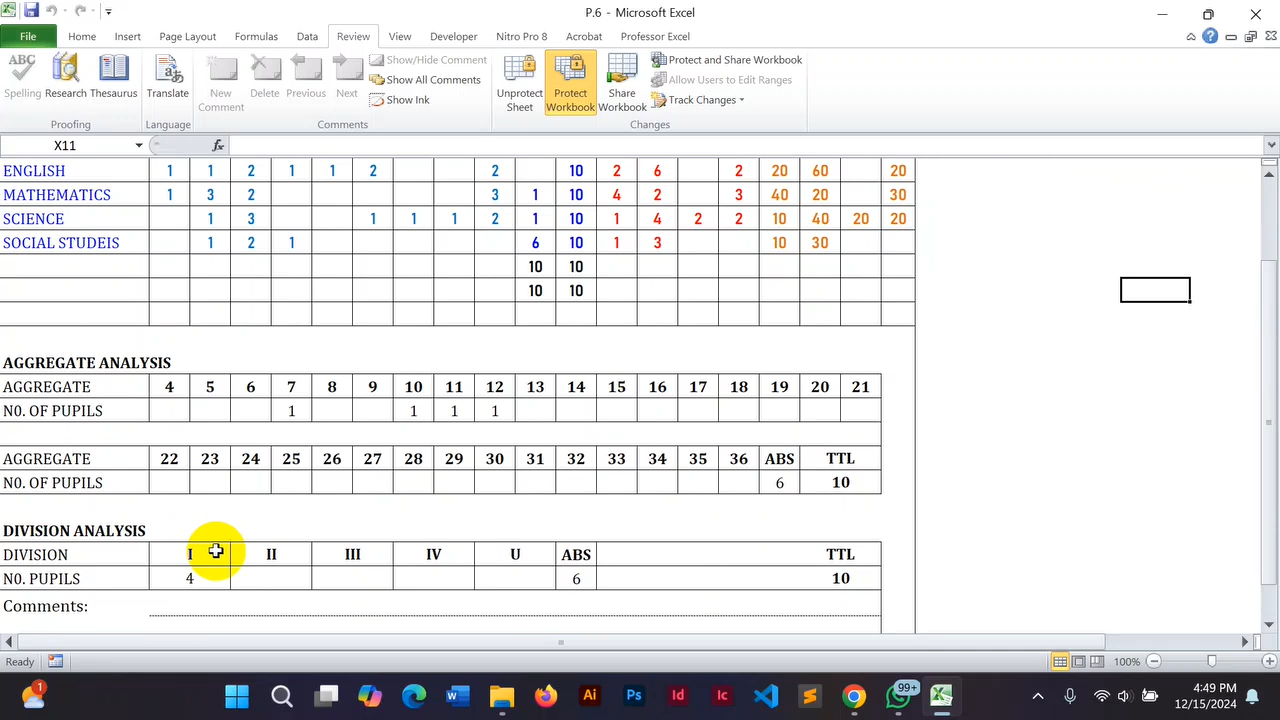 P.6 - Microsoft Excel
File Home Insert Page Layout Formulas Data Review View Developer Nitro Pro 8 Acrobat Professor Excel
ABC Spelling Research Thesaurus Translate New Comment Delete Previous Next Show/Hide Comment Show All Comments Show Ink Unprotect Sheet Protect Workbook Share Workbook Protect and Share Workbook Allow Users to Edit Ranges Track Changes
Proofing Language Comments Changes
X11 fx
ENGLISH 1 1 2 1 1 2 2 10 2 6 2 20 60 20
MATHEMATICS 1 3 2 3 1 10 4 2 3 40 20 30
SCIENCE 1 3 1 1 1 2 1 10 1 4 2 2 10 40 20 20
SOCIAL STUDEIS 1 2 1 6 10 1 3 10 30
10 10
10 10
AGGREGATE ANALYSIS
AGGREGATE 4 5 6 7 8 9 10 11 12 13 14 15 16 17 18 19 20 21
N0. OF PUPILS 1 1 1 1
AGGREGATE 22 23 24 25 26 27 28 29 30 31 32 33 34 35 36 ABS TTL
N0. OF PUPILS 6 10
DIVISION ANALYSIS
DIVISION I II III IV U ABS TTL
N0. PUPILS 4 6 10
Comments:
Ready 100%
1 99+ 4:49 PM
12/15/2024